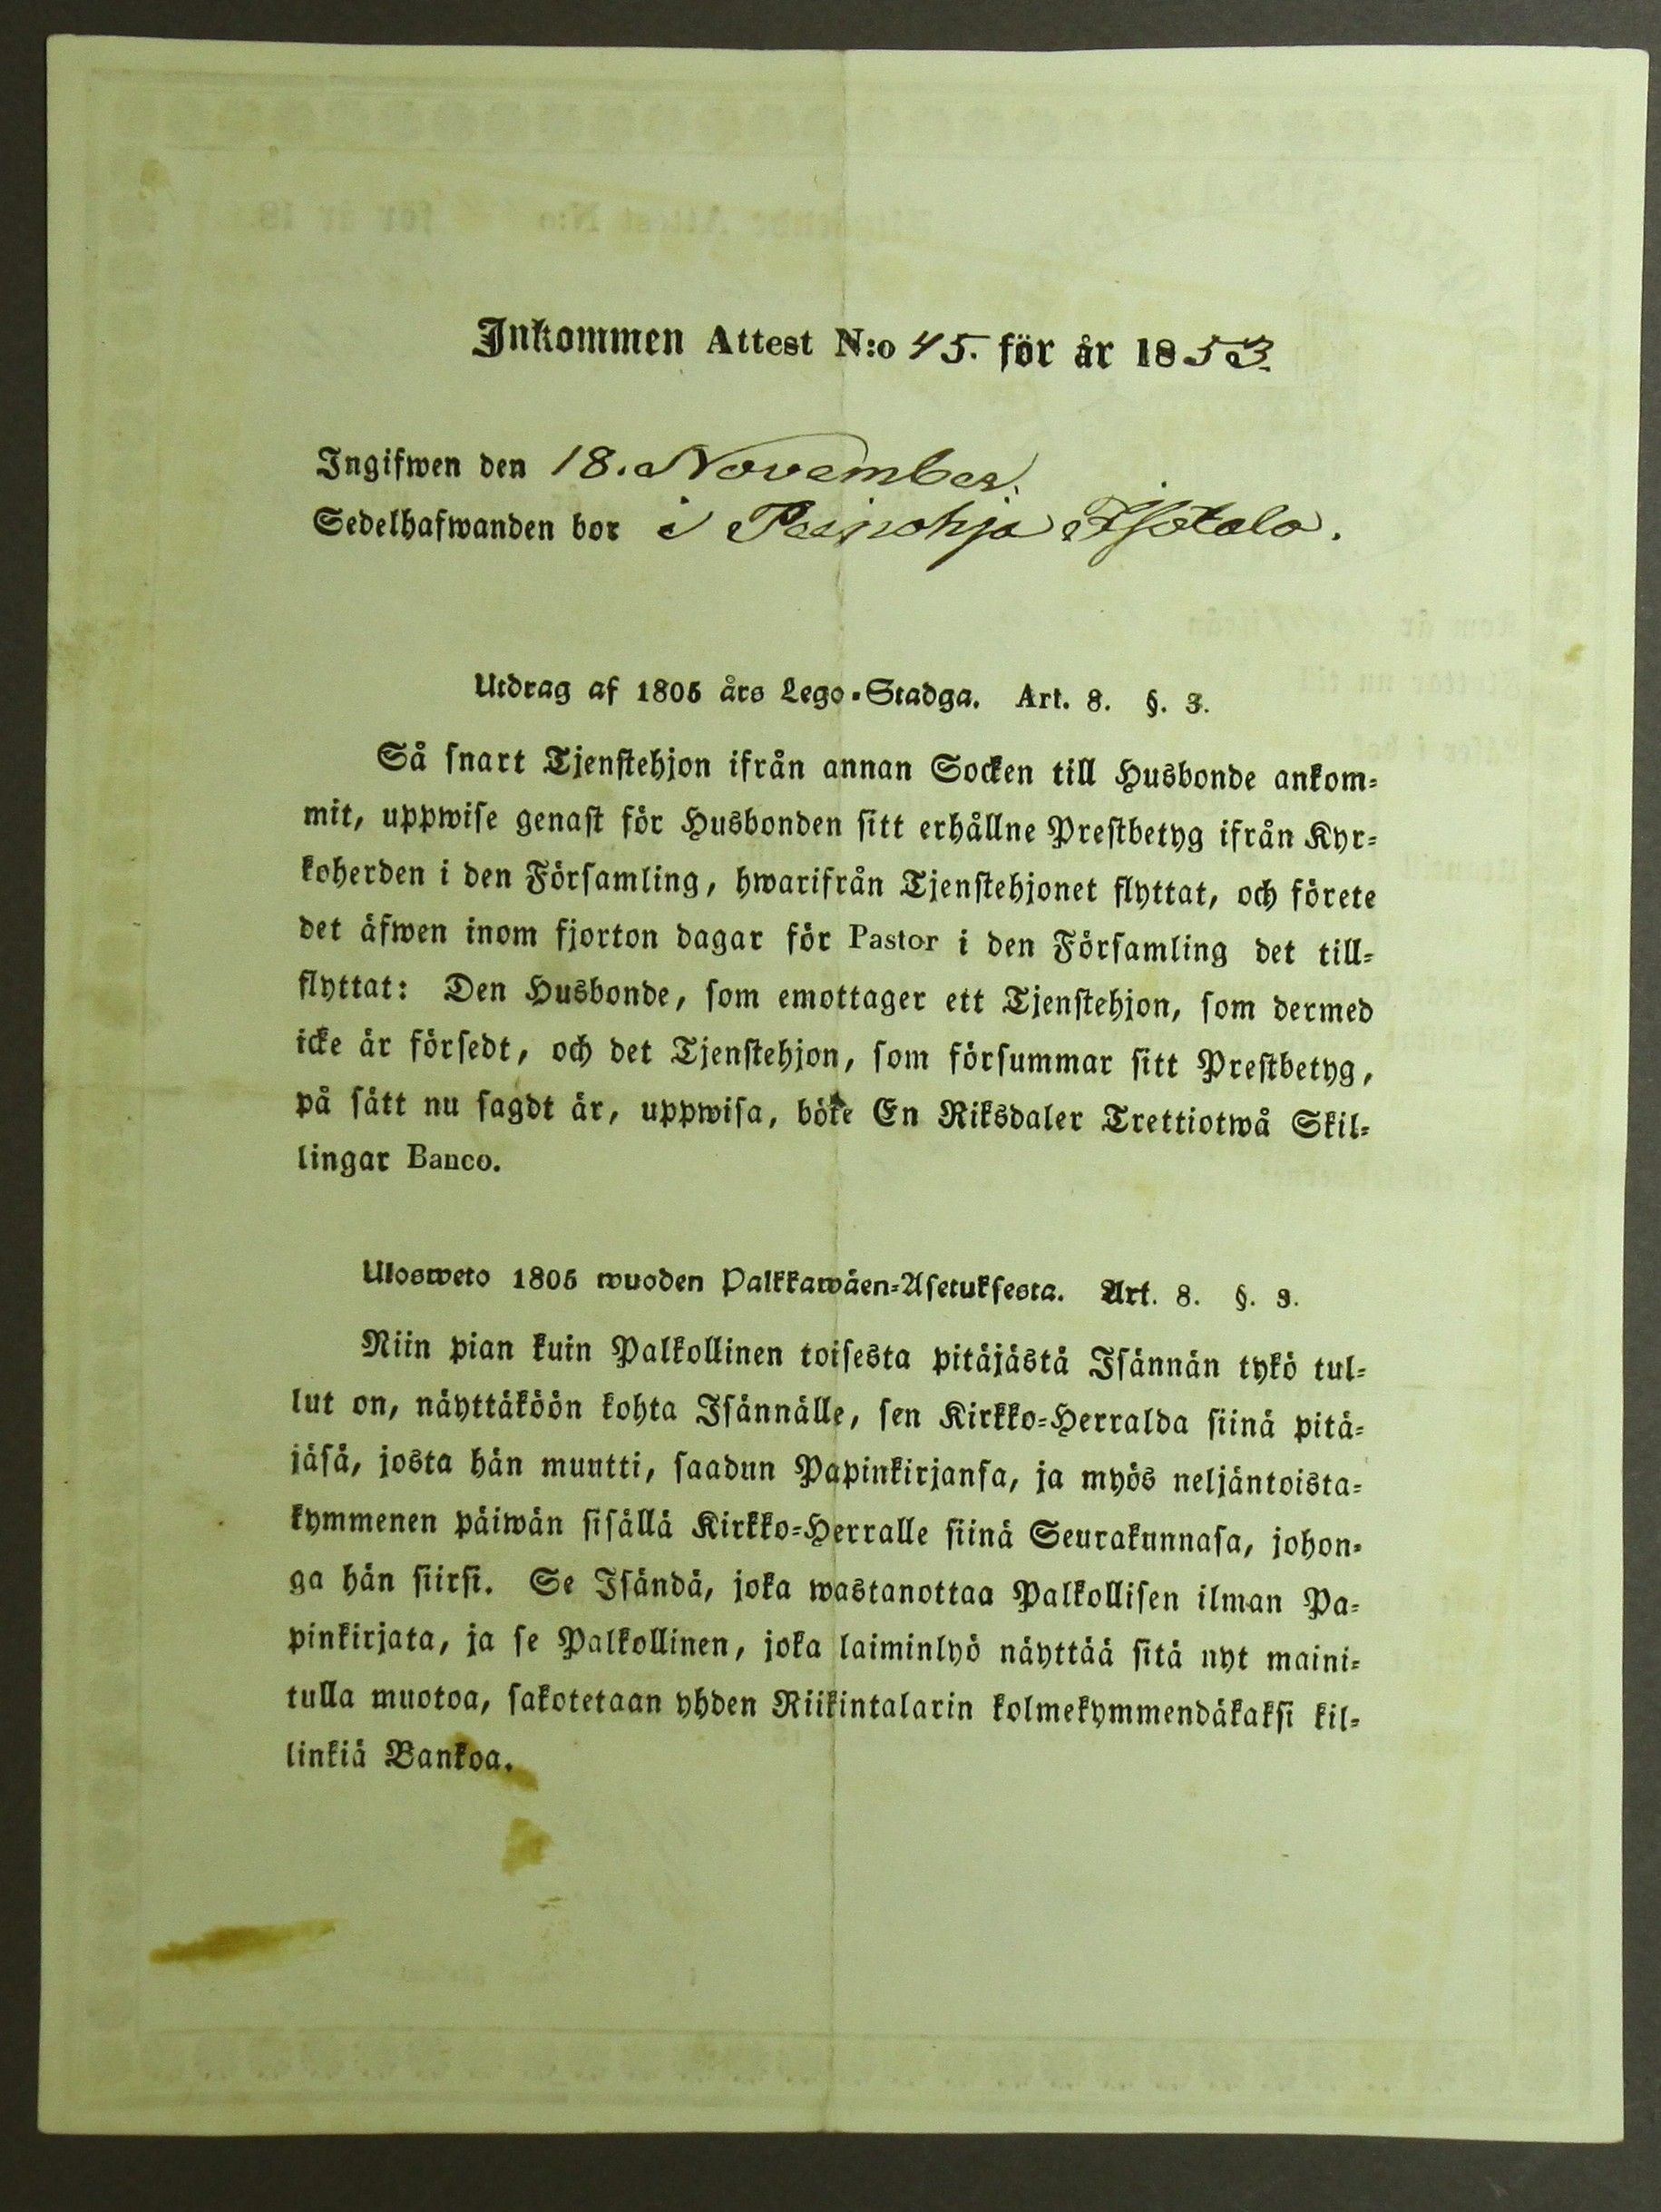 Inkommen Attest N:o 45. för år 1853.
Ingifwen den 18. November.
Sedelhafwanden bor i Peipohja Isotalo.
Utdrag af 1805 års Lego-Stadga. Art. 8. §. 3.
Så snart Tjenstehjon ifrån annan Socken till Husbonde ankom-
mit, uppwise genast för Husbonden sitt erhållne Prestbetyg ifrån Kyr-
koherden i den Församling, hwarifrån Tjenstehjonet flyttat, och förete
det äfwen inom fjorton dagar för Pastor i den Församling det till-
flyttat: Den Husbonde, som emottager ett Tjenstehjon, som dermed
icke är försedt, och det Tjenstehjon, som försummar sitt Prestbetyg,
på sätt nu sagdt är, uppwisa, böte En Riksdaler Trettiotwå Skil-
lingar Banco.
Ulosweto 1805 wuoden Palkkawäen-Asetuksesta. Art. 8. §. 3.
Niin pian kuin Palkollinen toisesta pitäjästä Isännän tykö tul-
lut on, näyttäköön kohta Isännälle, sen Kirkko-Herralda siinä pitä-
jäsä, josta hän muutti, saadun Papinkirjansa, ja myös neljäntoista-
kymmenen päiwän sisällä Kirkko-Herralle siinä Seurakunnasa, johon-
ga hän siirsi. Se Isändä, joka wastanottaa Palkollisen ilman Pa-
pinkirjata, ja se Palkollinen, joka laiminlyö näyttää sitä nyt maini-
tulla muotoa, sakotetaan yhden Riikintalarin kolmekymmendäkaksi kil-
linkiä Bankoa.